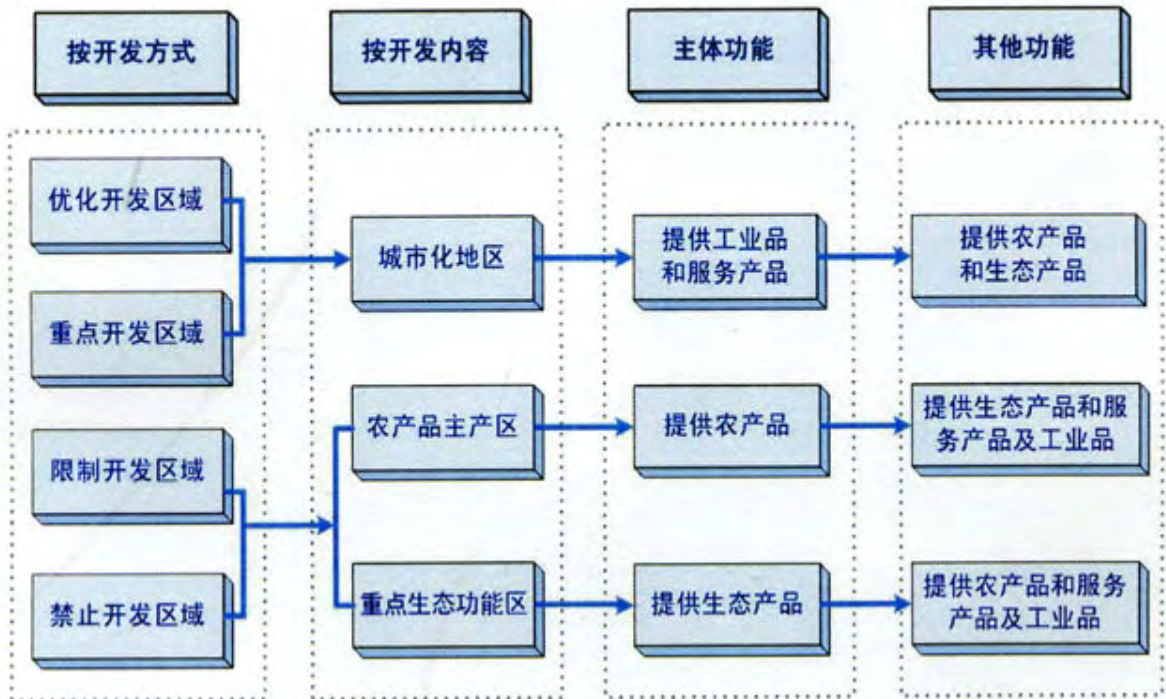 按开发方式
按开发内容
主体功能
其他功能
优化开发区域
重点开发区域
限制开发区域
禁止开发区域
城市化地区
农产品主产区
重点生态功能区
提供工业品
和服务产品
提供农产品
提供生态产品
提供农产品
和生态产品
提供生态产品和服
务产品及工业品
提供农产品和服务
产品及工业品